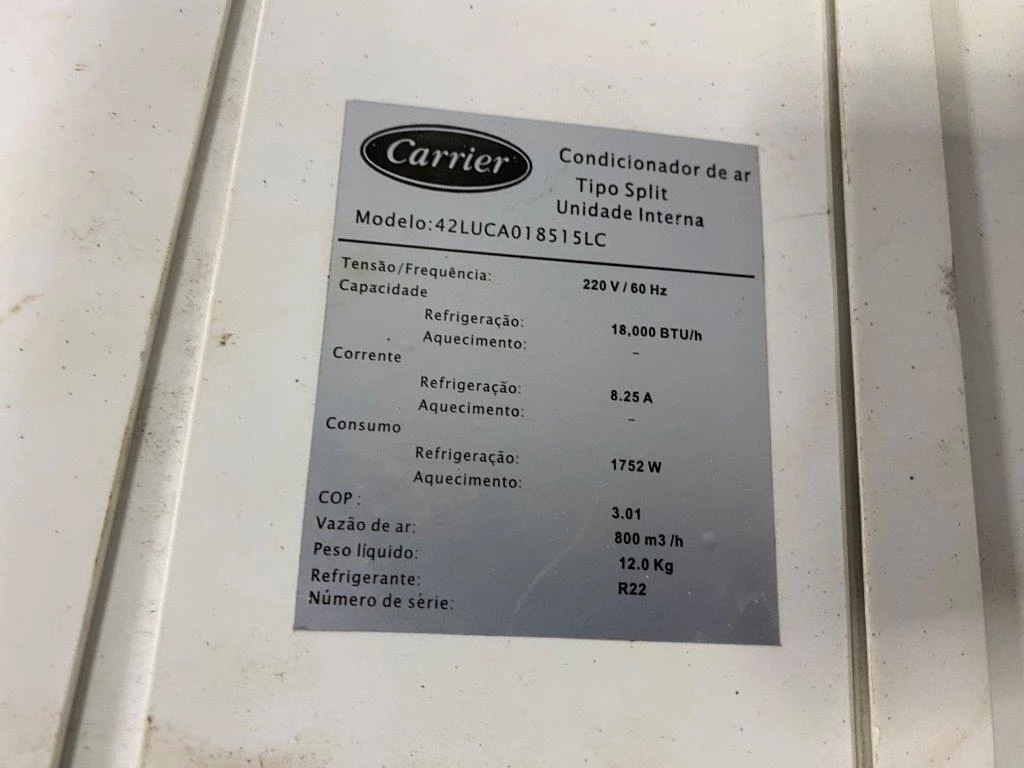 Carrier
Condicionador de ar
Tipo Split
Unidade Interna
Modelo:42LUCA018515LC
Tensão/Frequência: 220 V / 60 Hz
Capacidade
Refrigeração: 18,000 BTU/h
Aquecimento: –
Corrente
Refrigeração: 8.25 A
Aquecimento: –
Consumo
Refrigeração: 1752 W
Aquecimento:
COP : 3.01
Vazão de ar: 800 m3 /h
Peso líquido: 12.0 Kg
Refrigerante: R22
Número de série: